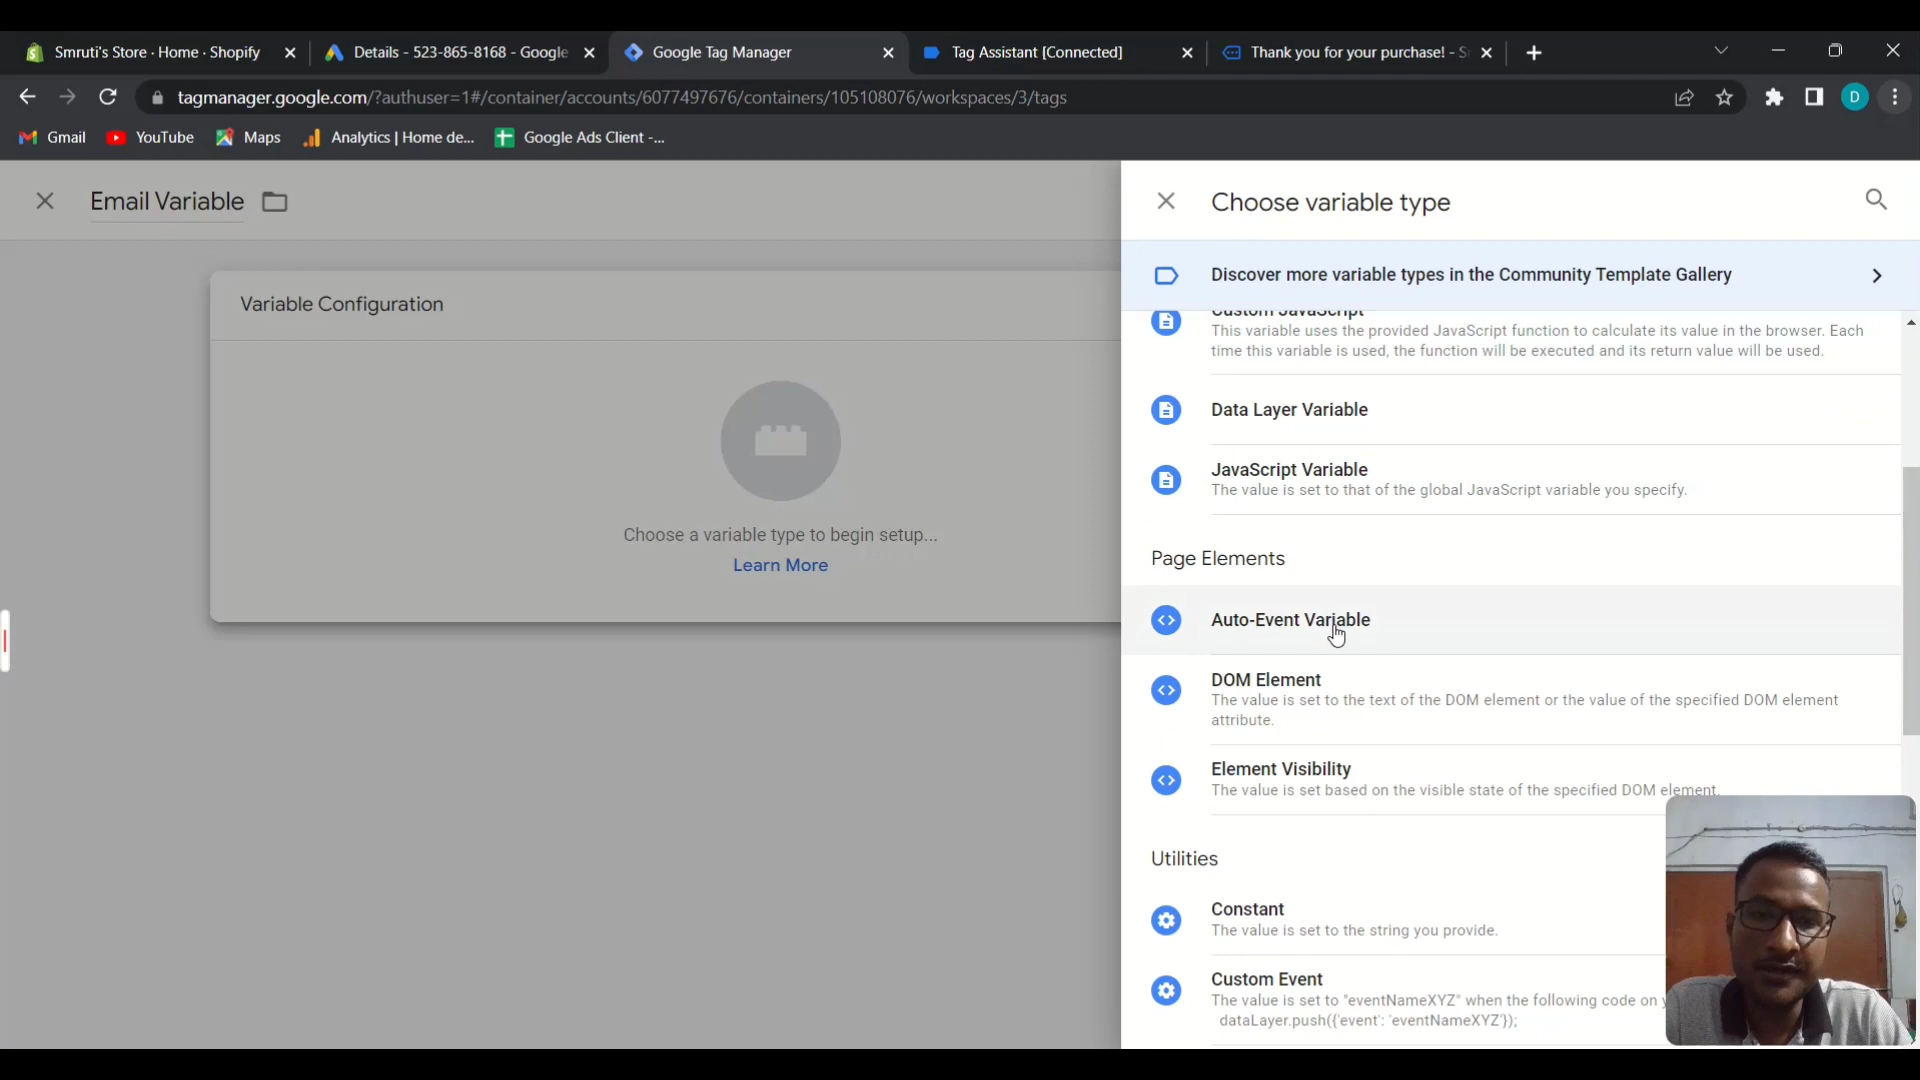 Smruti's Store · Home · Shopify
Details - 523-865-8168 - Google
Google Tag Manager
Tag Assistant [Connected]
Thank you for your purchase! - S
tagmanager.google.com/?authuser=1#/container/accounts/6077497676/containers/105108076/workspaces/3/tags
D
Gmail
YouTube
Maps
Analytics | Home de...
Google Ads Client -...
Email Variable
Choose variable type
Discover more variable types in the Community Template Gallery
Variable Configuration
Custom JavaScript
This variable uses the provided JavaScript function to calculate its value in the browser. Each
time this variable is used, the function will be executed and its return value will be used.
Data Layer Variable
JavaScript Variable
The value is set to that of the global JavaScript variable you specify.
Choose a variable type to begin setup...
Learn More
Page Elements
Auto-Event Variable
DOM Element
The value is set to the text of the DOM element or the value of the specified DOM element
attribute.
Element Visibility
The value is set based on the visible state of the specified DOM element.
Utilities
Constant
The value is set to the string you provide.
Custom Event
The value is set to "eventNameXYZ" when the following code on
dataLayer.push({'event': 'eventNameXYZ'});